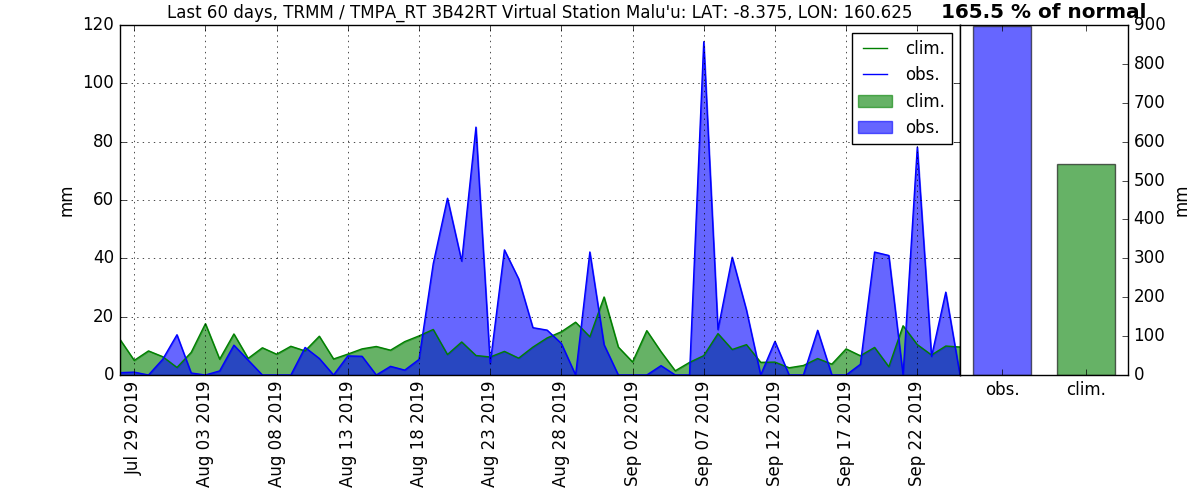 Last 60 days, TRMM / TMPA_RT 3B42RT Virtual Station Malu'u: LAT: -8.375, LON: 160.625
165.5 % of normal
120
100
80
60
40
20
0
mm
clim.
obs.
clim.
obs.
900
800
700
600
500
400
300
200
100
0
mm
obs.
clim.
Jul 29 2019
Aug 03 2019
Aug 08 2019
Aug 13 2019
Aug 18 2019
Aug 23 2019
Aug 28 2019
Sep 02 2019
Sep 07 2019
Sep 12 2019
Sep 17 2019
Sep 22 2019